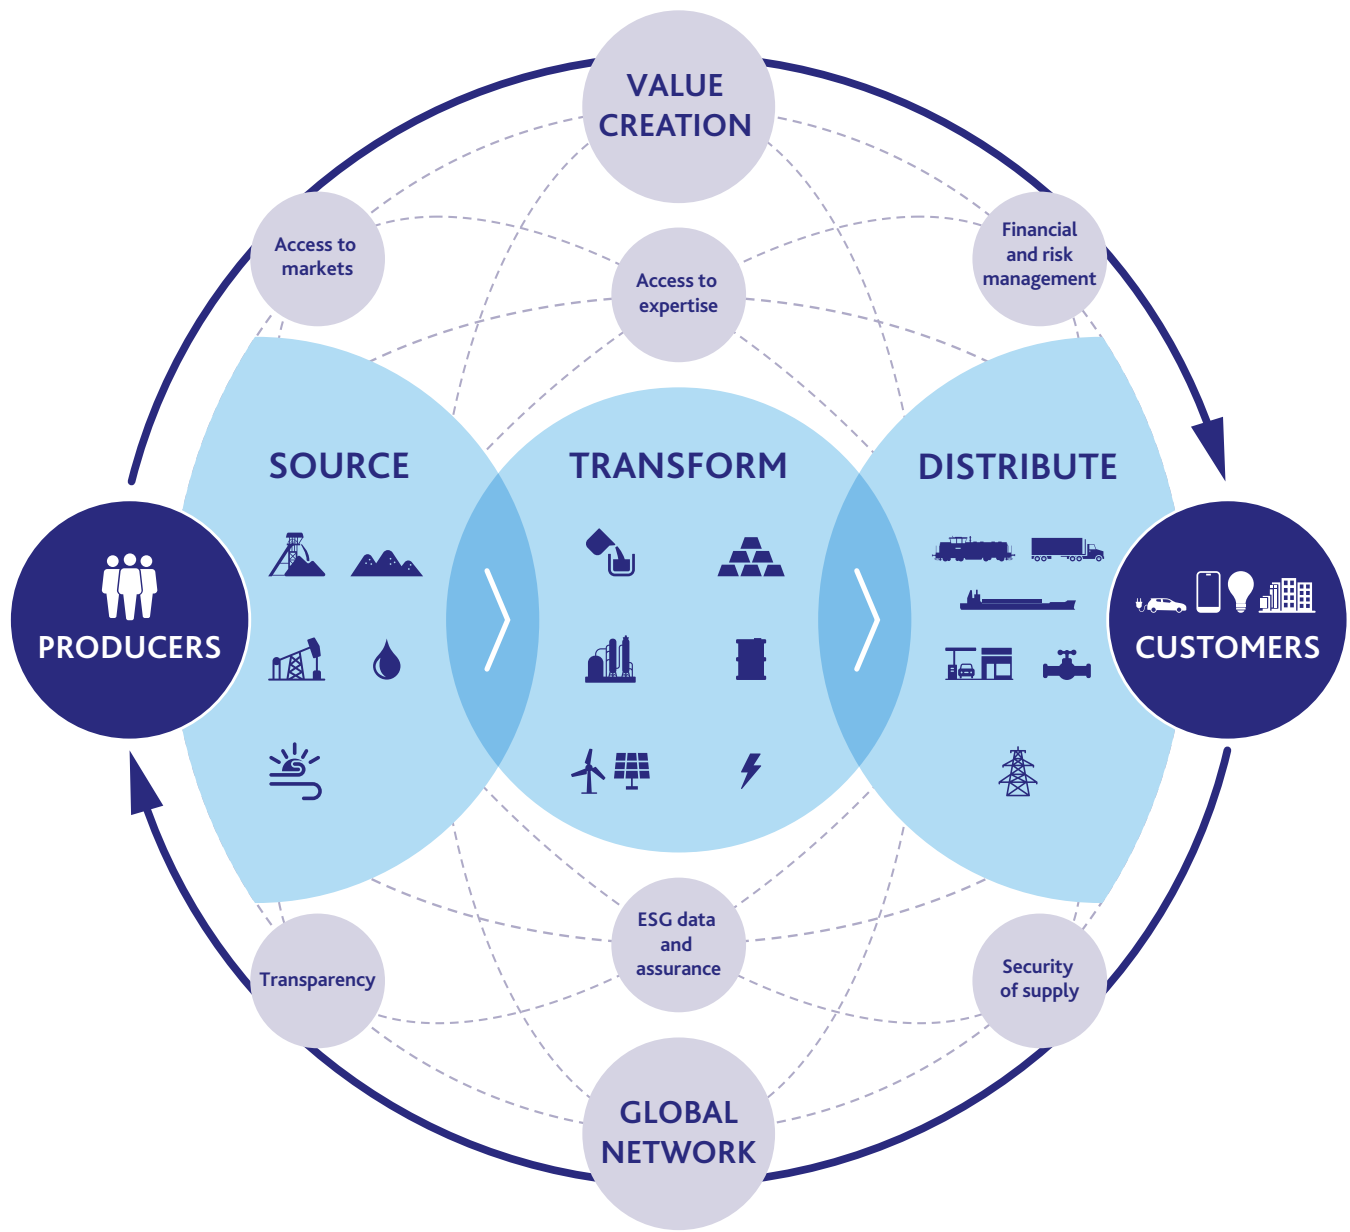 VALUE
CREATION
Access to
markets
Access to
expertise
Financial
and risk
management
SOURCE
TRANSFORM
DISTRIBUTE
PRODUCERS
CUSTOMERS
Transparency
ESG data
and
assurance
Security
of supply
GLOBAL
NETWORK